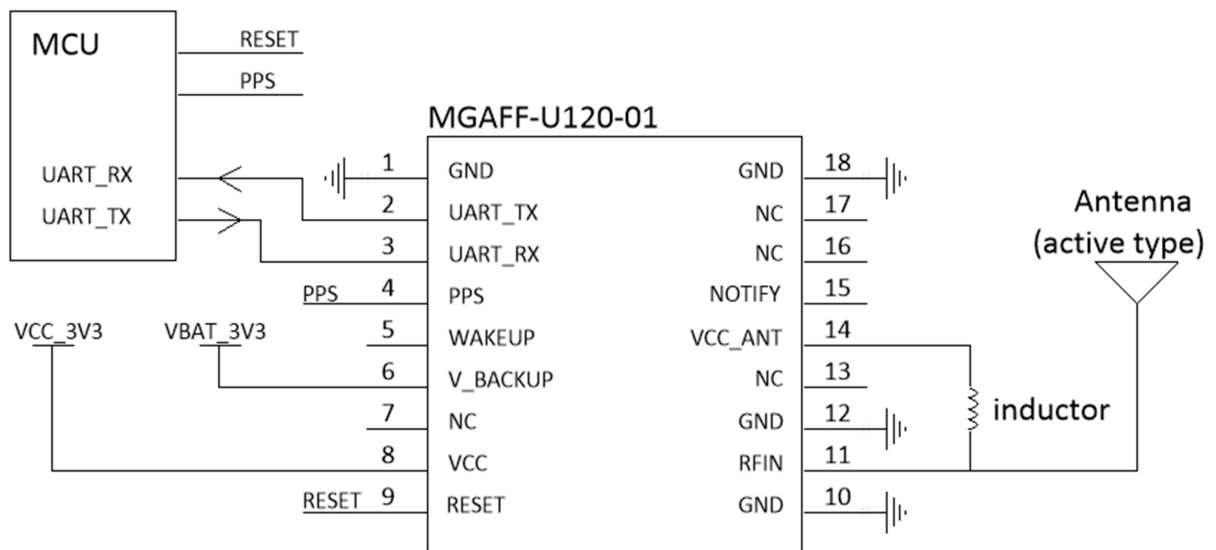 MCU
RESET
PPS
UART_RX
UART_TX
MGAFF-U120-01
1 GND
2 UART_TX
3 UART_RX
PPS 4 PPS
5 WAKEUP
VCC_3V3
VBAT_3V3
6 V_BACKUP
7 NC
8 VCC
RESET 9 RESET
GND 18
NC 17
NC 16
NOTIFY 15
VCC_ANT 14
NC 13
GND 12
RFIN 11
GND 10
Antenna
(active type)
inductor